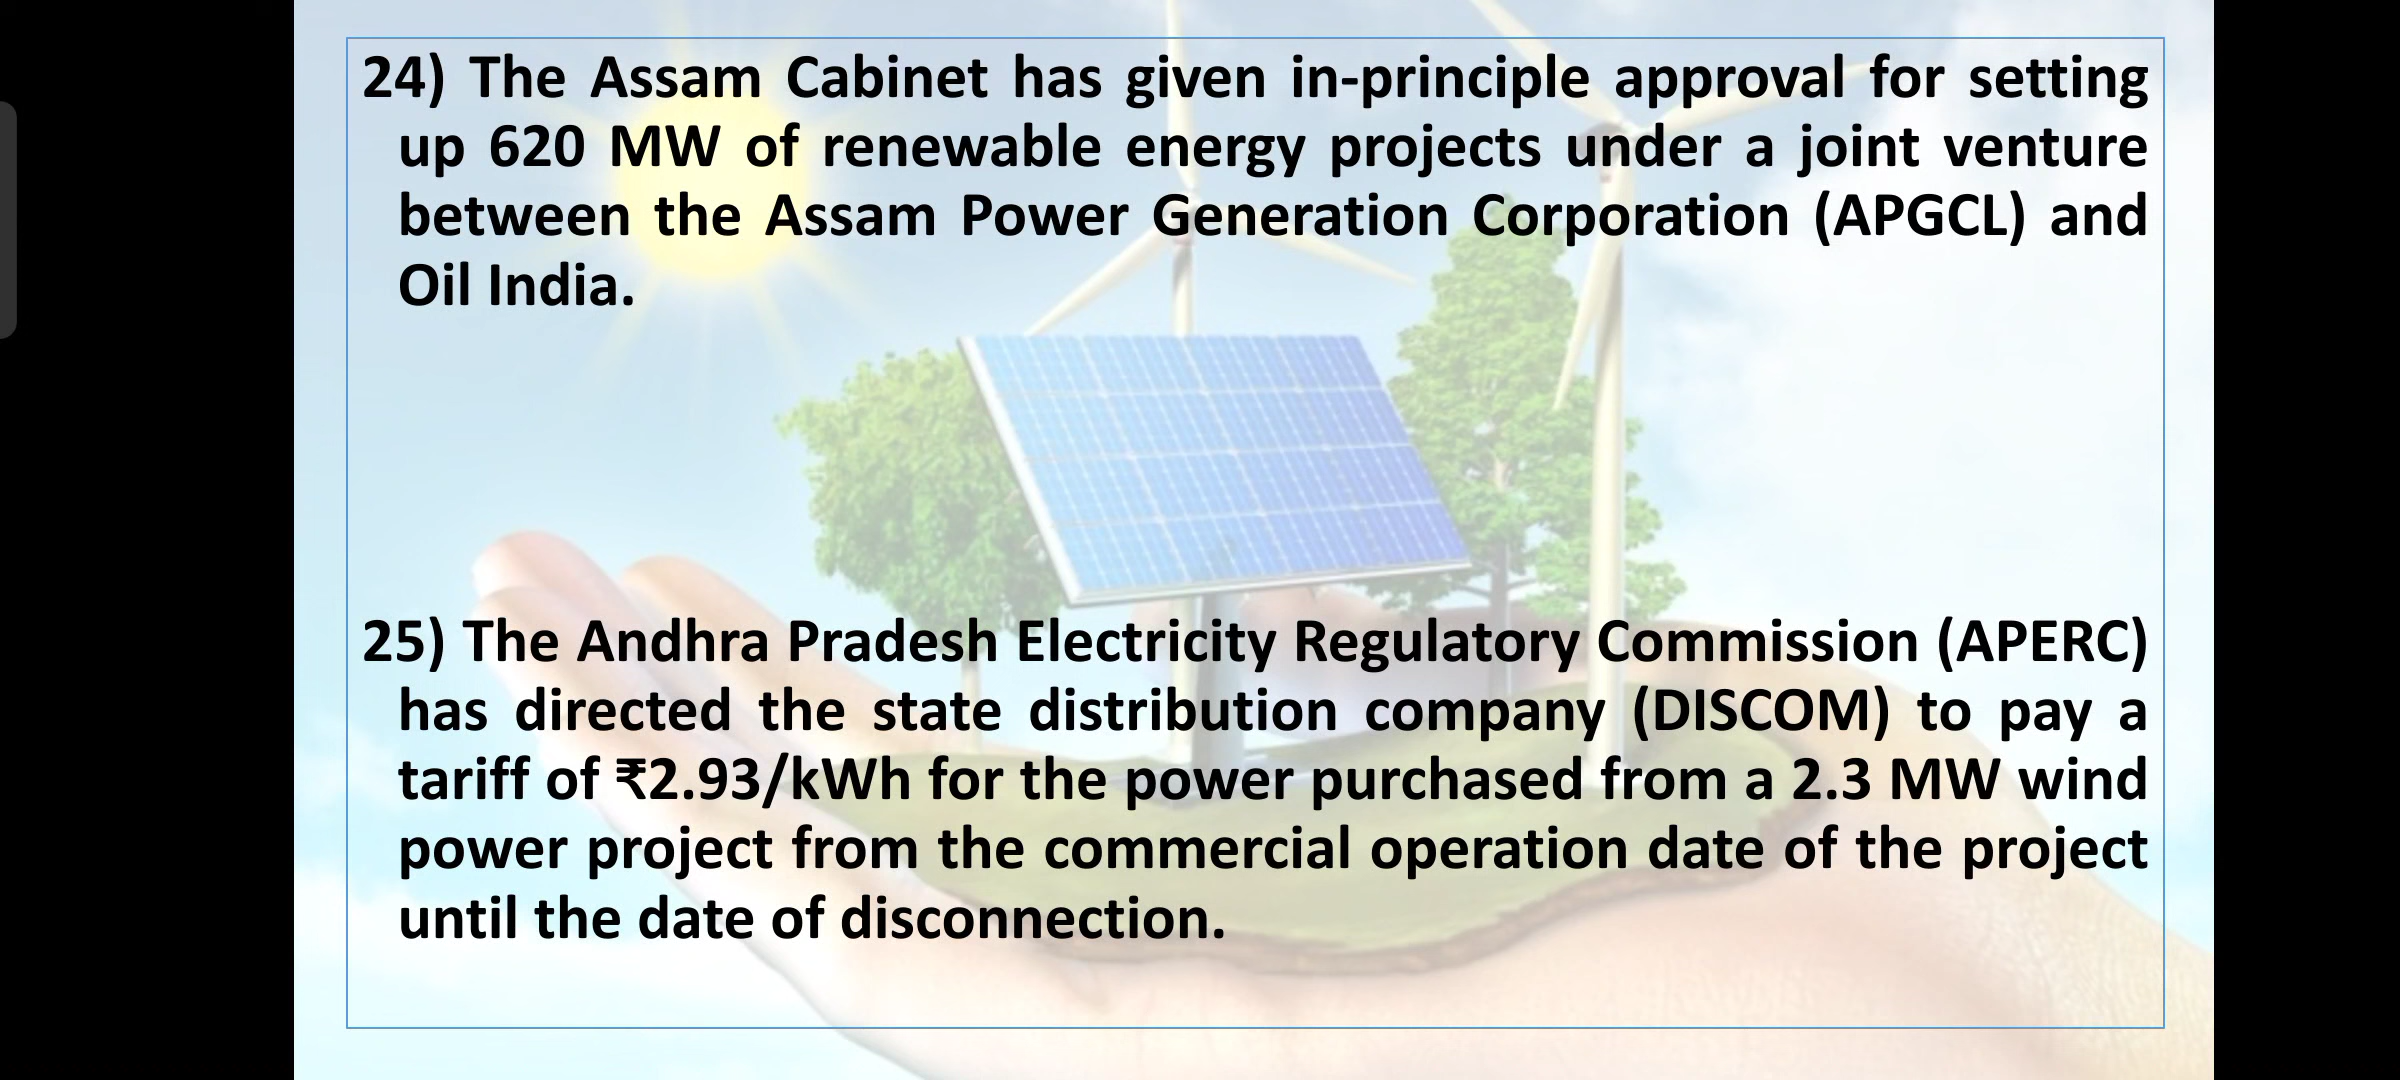 24) The Assam Cabinet has given in-principle approval for setting
up 620 MW of renewable energy projects under a joint venture
between the Assam Power Generation Corporation (APGCL) and
Oil India.
25) The Andhra Pradesh Electricity Regulatory Commission (APERC)
has directed the state distribution company (DISCOM) to pay a
tariff of ₹2.93/kWh for the power purchased from a 2.3 MW wind
power project from the commercial operation date of the project
until the date of disconnection.